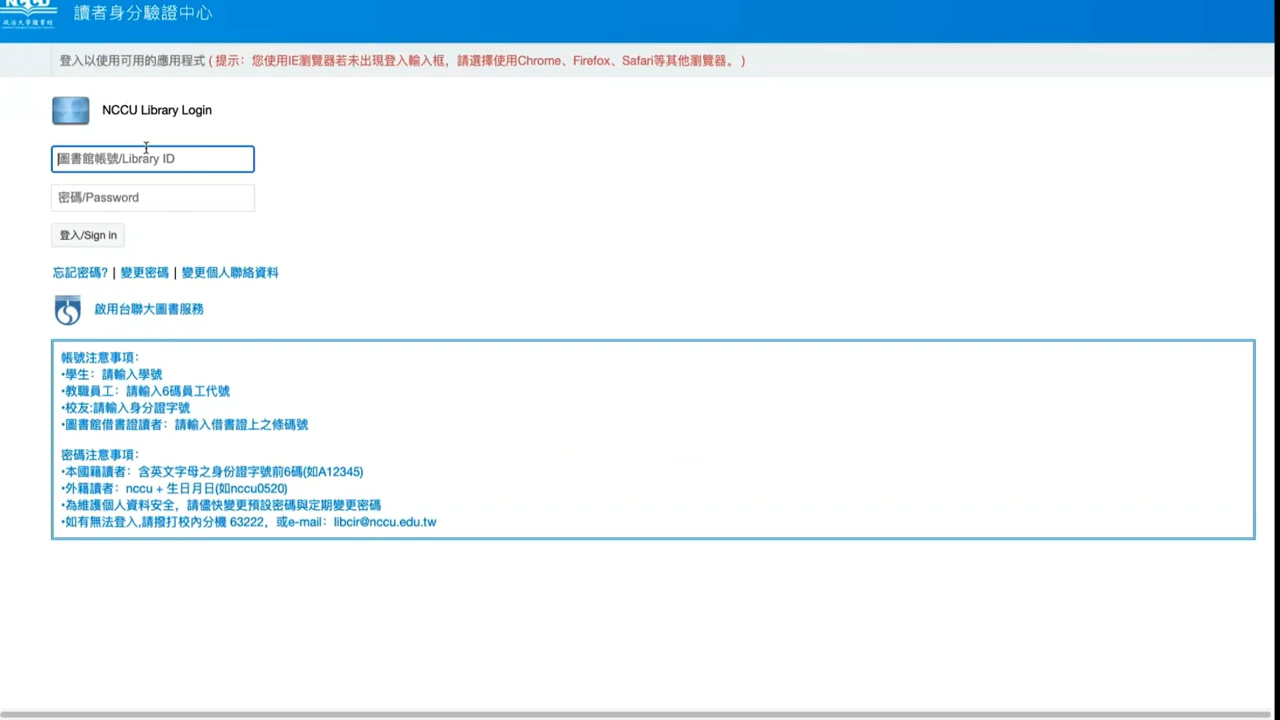 NCCU
政治大學圖書館
讀者身分驗證中心
登入以使用可用的應用程式 ( 提示：您使用IE瀏覽器若未出現登入輸入框，請選擇使用Chrome、Firefox、Safari等其他瀏覽器。 )
NCCU Library Login
圖書館帳號/Library ID
密碼/Password
登入/Sign in
忘記密碼? | 變更密碼 | 變更個人聯絡資料
啟用台聯大圖書服務
帳號注意事項：
•學生：請輸入學號
•教職員工：請輸入6碼員工代號
•校友:請輸入身分證字號
•圖書館借書證讀者：請輸入借書證上之條碼號
密碼注意事項：
•本國籍讀者：含英文字母之身份證字號前6碼(如A12345)
•外籍讀者：nccu + 生日月日(如nccu0520)
•為維護個人資料安全，請儘快變更預設密碼與定期變更密碼
•如有無法登入,請撥打校內分機 63222，或e-mail：libcir@nccu.edu.tw